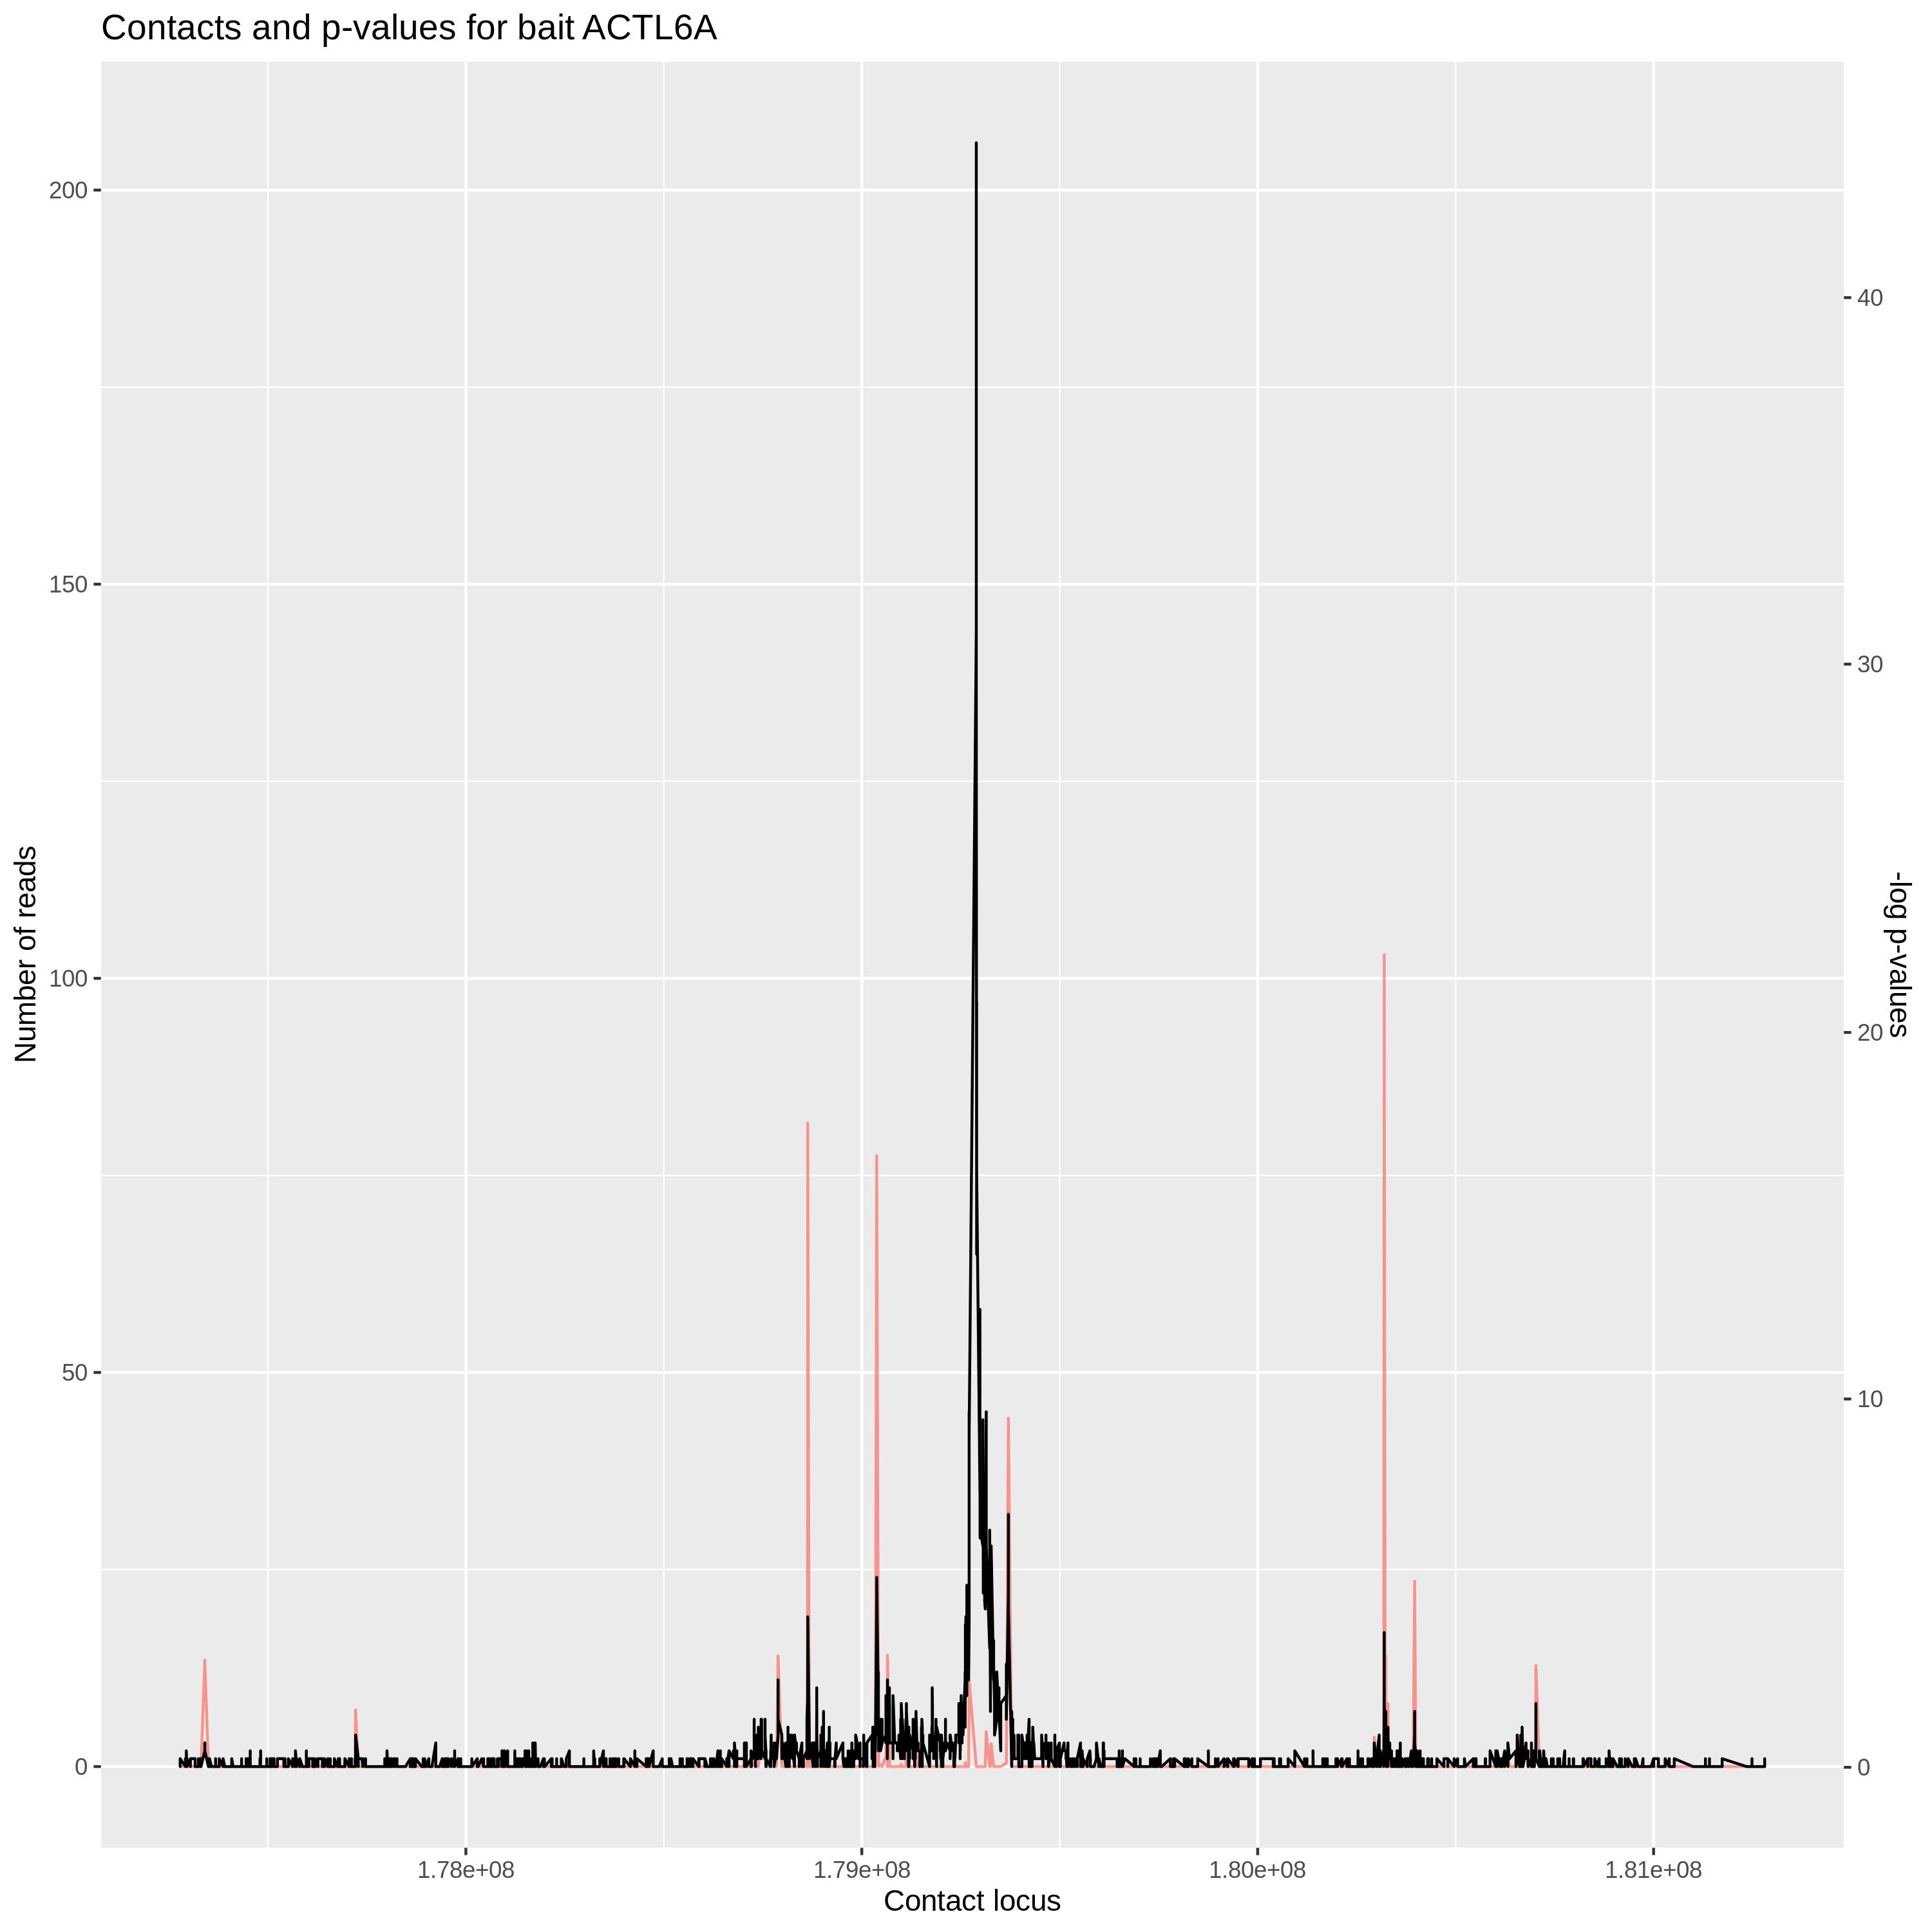 Contacts and p-values for bait ACTL6A
200
150
100
50
0
Number of reads
40
30
20
10
0
-log p-values
1.78e+08 1.79e+08 1.80e+08 1.81e+08
Contact locus